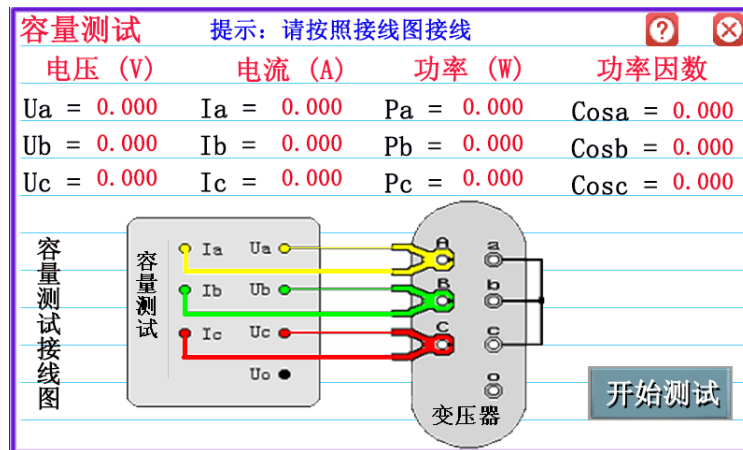 容量测试 提示：请按照接线图接线 ?
电压 (V) 电流 (A) 功率 (W) 功率因数
Ua = 0.000 Ia = 0.000 Pa = 0.000 Cosa = 0.000
Ub = 0.000 Ib = 0.000 Pb = 0.000 Cosb = 0.000
Uc = 0.000 Ic = 0.000 Pc = 0.000 Cosc = 0.000
容量测试接线图
容量测试
Ia Ua A a
Ib Ub B b
Ic Uc C c
Uo o
变压器
开始测试